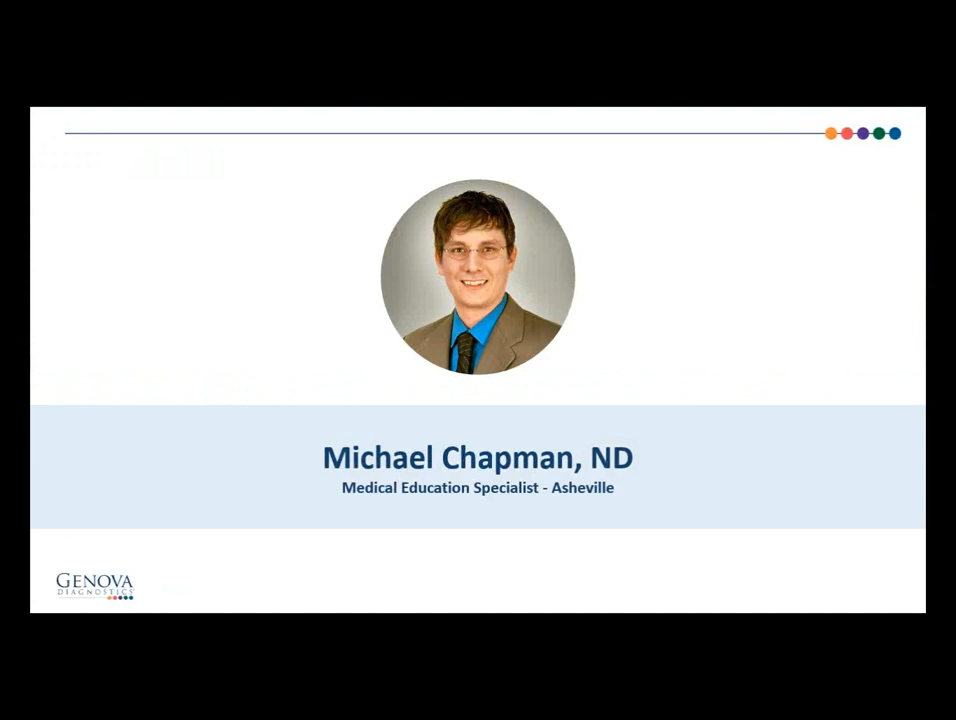 Michael Chapman, ND
Medical Education Specialist - Asheville
GENOVA
DIAGNOSTICS